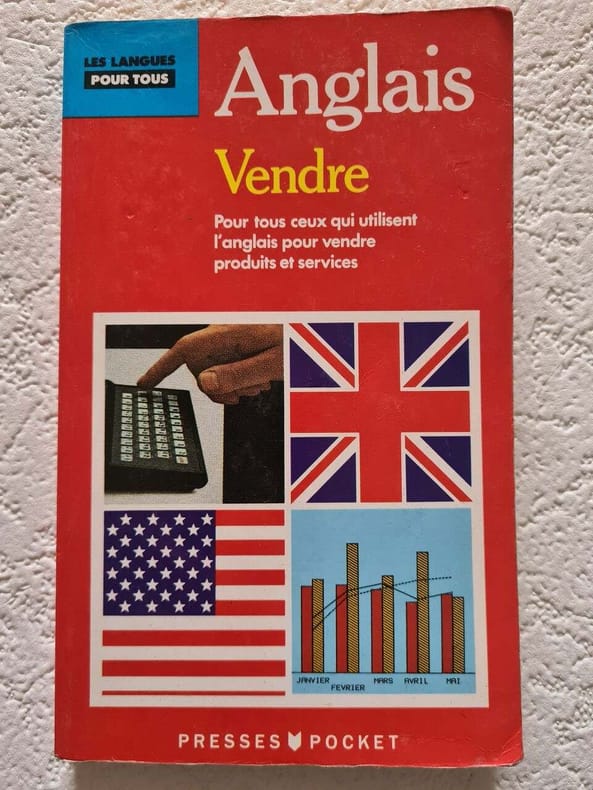 LES LANGUES
POUR TOUS
Anglais
Vendre
Pour tous ceux qui utilisent
l'anglais pour vendre
produits et services
JANVIER
FEVRIER
MARS
AVRIL
MAI
PRESSES POCKET